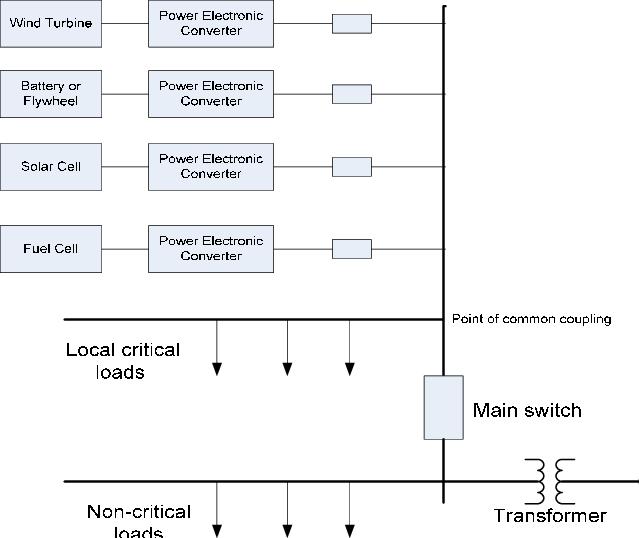 Wind Turbine
Power Electronic
Converter
Battery or
Flywheel
Power Electronic
Converter
Solar Cell
Power Electronic
Converter
Fuel Cell
Power Electronic
Converter
Point of common coupling
Local critical
loads
Main switch
Non-critical
loads
Transformer